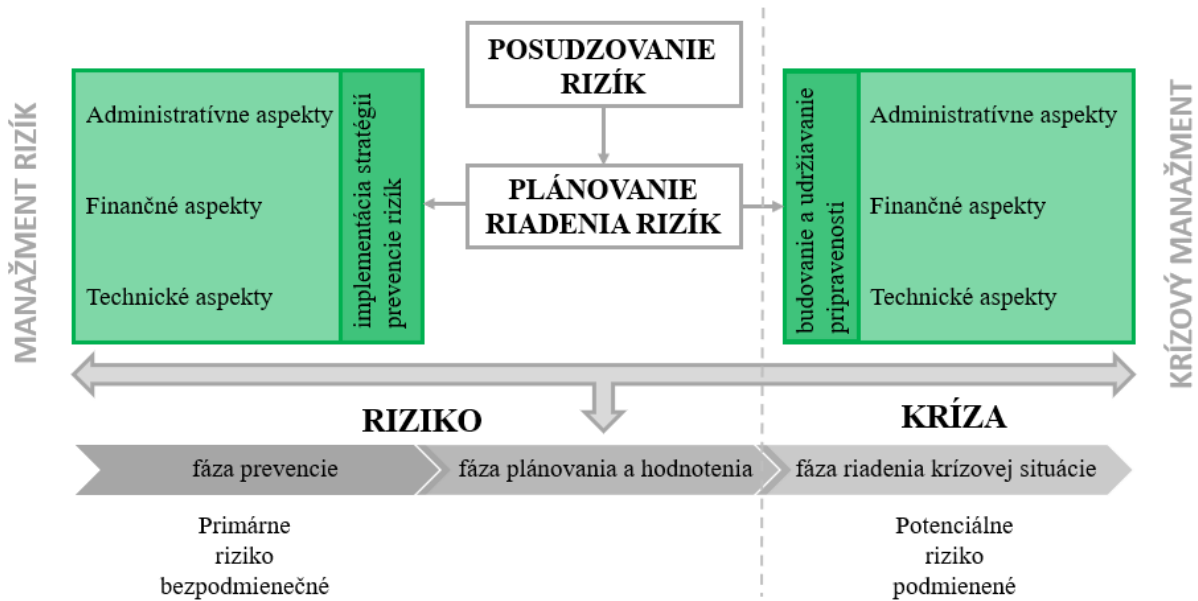 POSUDZOVANIE
RIZÍK
MANAŽMENT RIZÍK
Administratívne aspekty
Finančné aspekty
Technické aspekty
implementácia stratégií
prevencie rizík
PLÁNOVANIE
RIADENIA RIZÍK
budovanie a udržiavanie
pripravenosti
Administratívne aspekty
Finančné aspekty
Technické aspekty
KRÍZOVÝ MANAŽMENT
RIZIKO
KRÍZA
fáza prevencie
fáza plánovania a hodnotenia
fáza riadenia krízovej situácie
Primárne
riziko
bezpodmienečné
Potenciálne
riziko
podmienené